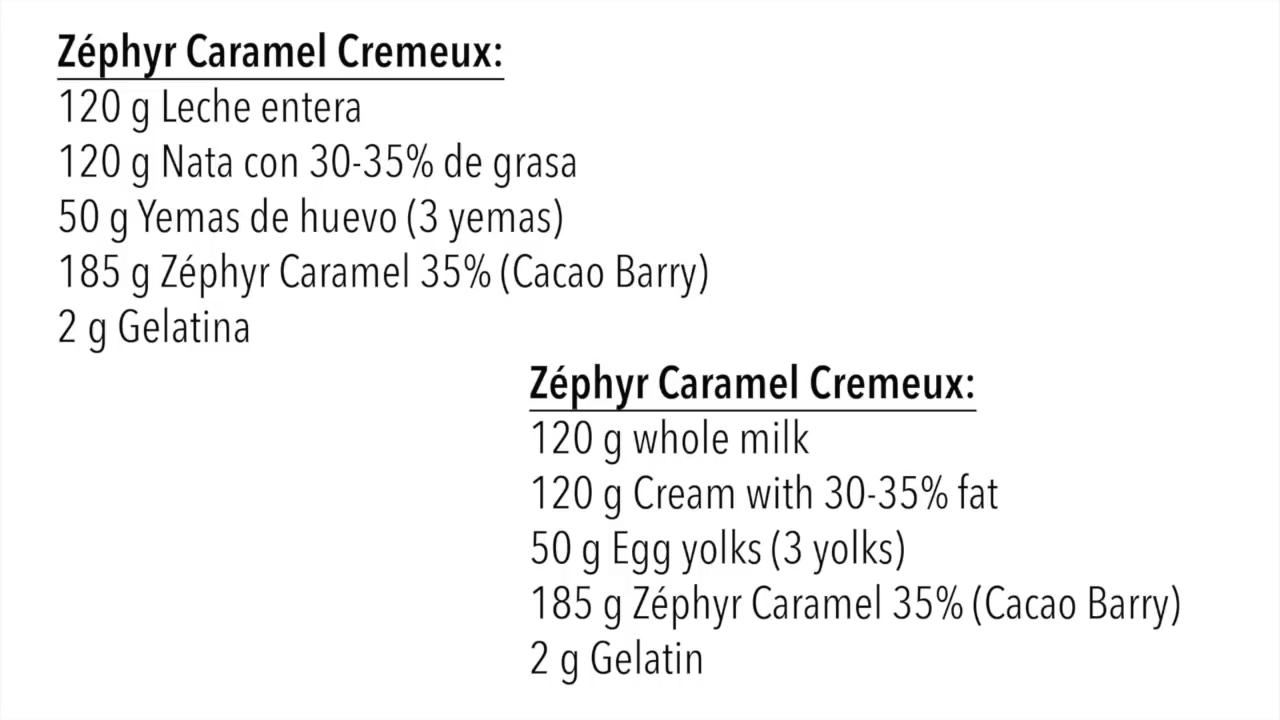 Zéphyr Caramel Cremeux:
120 g Leche entera
120 g Nata con 30-35% de grasa
50 g Yemas de huevo (3 yemas)
185 g Zéphyr Caramel 35% (Cacao Barry)
2 g Gelatina
Zéphyr Caramel Cremeux:
120 g whole milk
120 g Cream with 30-35% fat
50 g Egg yolks (3 yolks)
185 g Zéphyr Caramel 35% (Cacao Barry)
2 g Gelatin